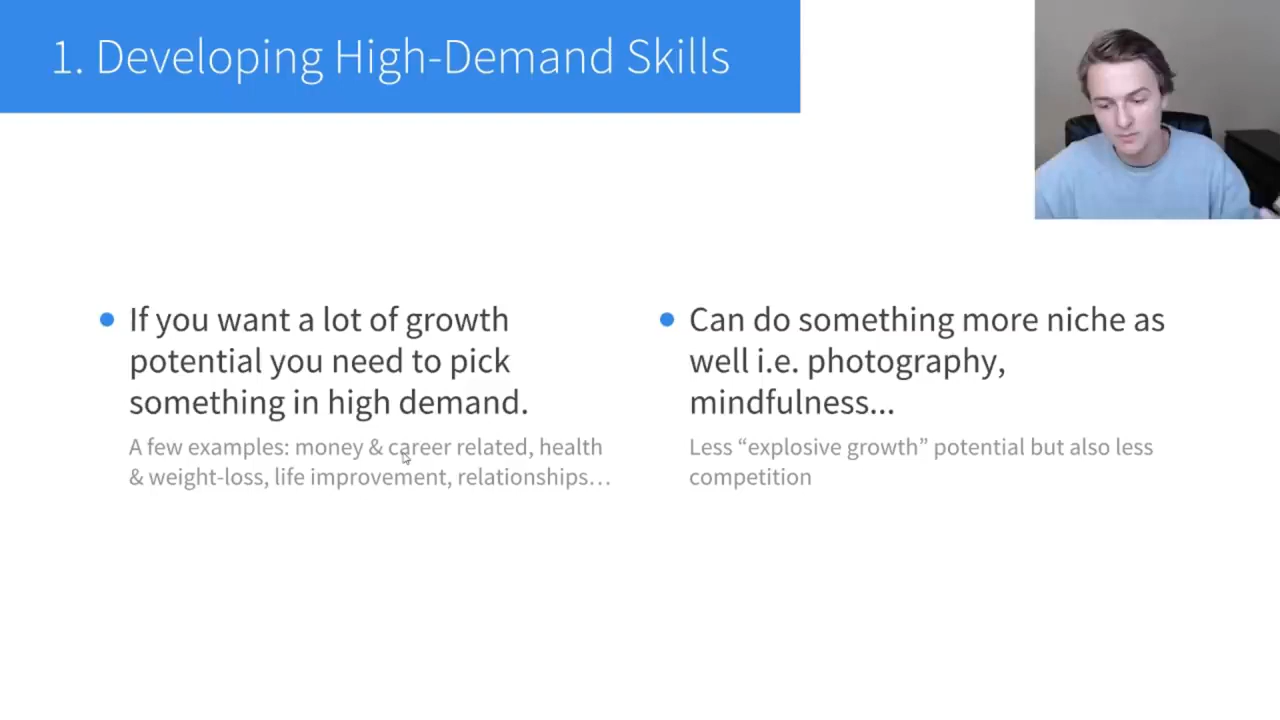 1. Developing High-Demand Skills
If you want a lot of growth
potential you need to pick
something in high demand.
A few examples: money & career related, health
& weight-loss, life improvement, relationships…
Can do something more niche as
well i.e. photography,
mindfulness...
Less “explosive growth” potential but also less
competition